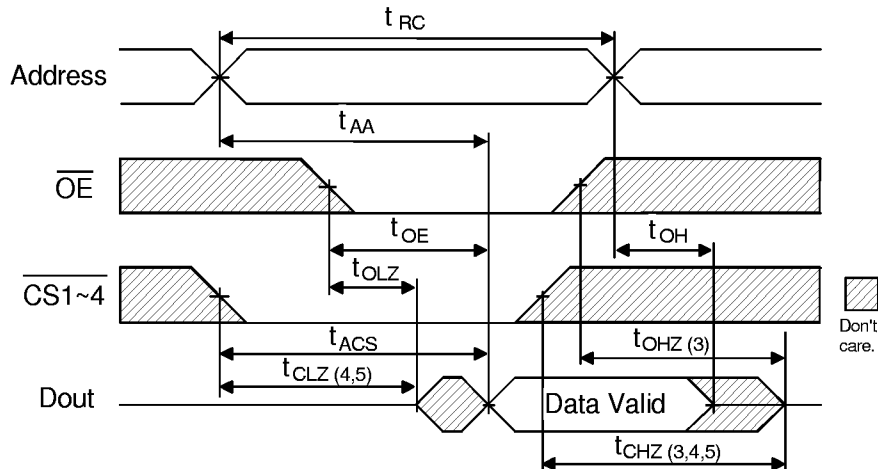 t RC
Address
t AA
OE
t OE
t OH
t OLZ
CS1~4
Don't
care.
t ACS
t OHZ (3)
t CLZ (4,5)
Dout
Data Valid
t CHZ (3,4,5)